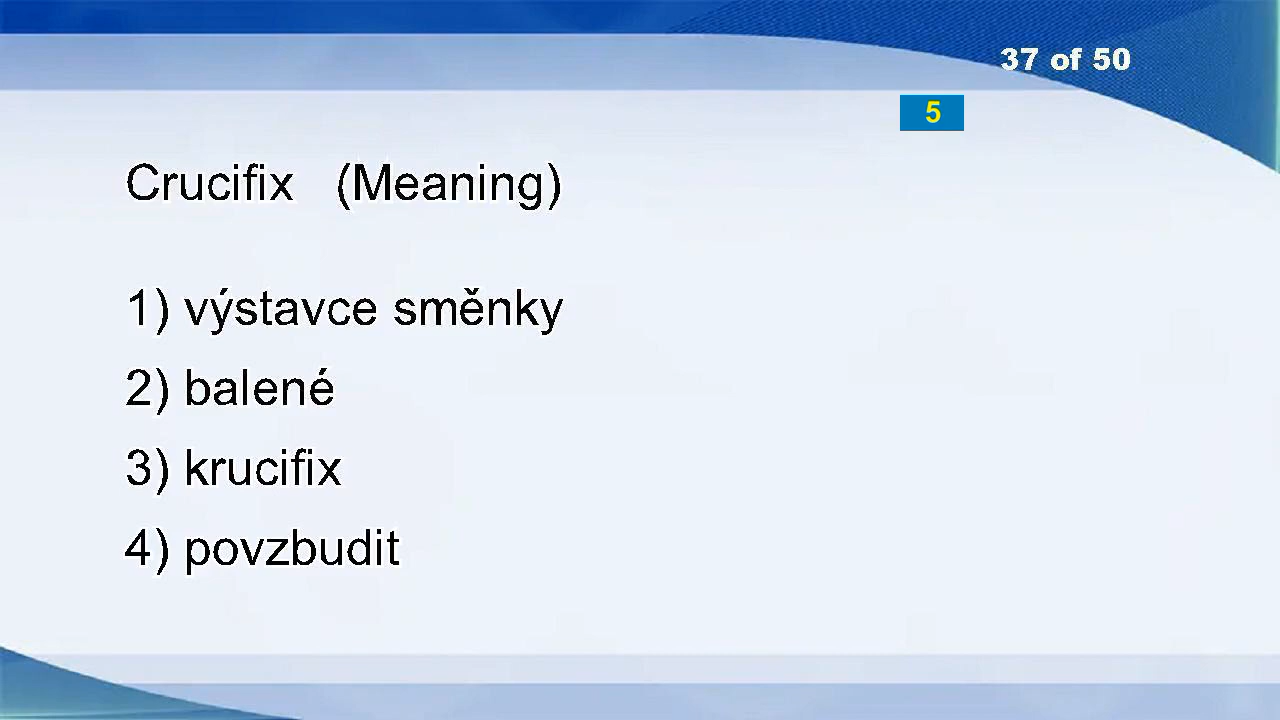 37 of 50
5
Crucifix (Meaning)
1) výstavce směnky
2) balené
3) krucifix
4) povzbudit